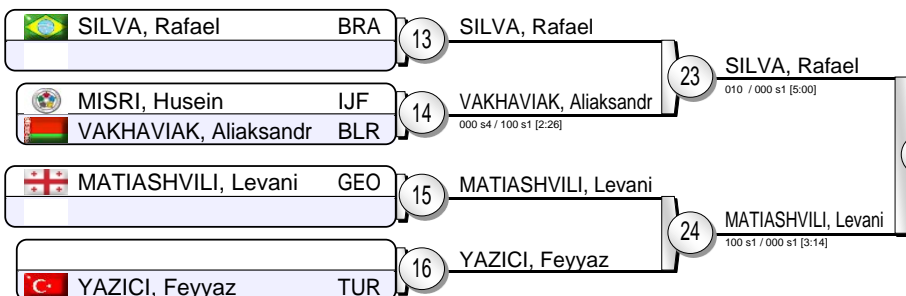 SILVA, Rafael BRA
13
SILVA, Rafael
MISRI, Husein IJF
VAKHAVIAK, Aliaksandr BLR
14
VAKHAVIAK, Aliaksandr
000 s4 / 100 s1 [2:26]
23
SILVA, Rafael
010 / 000 s1 [5:00]
MATIASHVILI, Levani GEO
15
MATIASHVILI, Levani
YAZICI, Feyyaz TUR
16
YAZICI, Feyyaz
24
MATIASHVILI, Levani
100 s1 / 000 s1 [3:14]